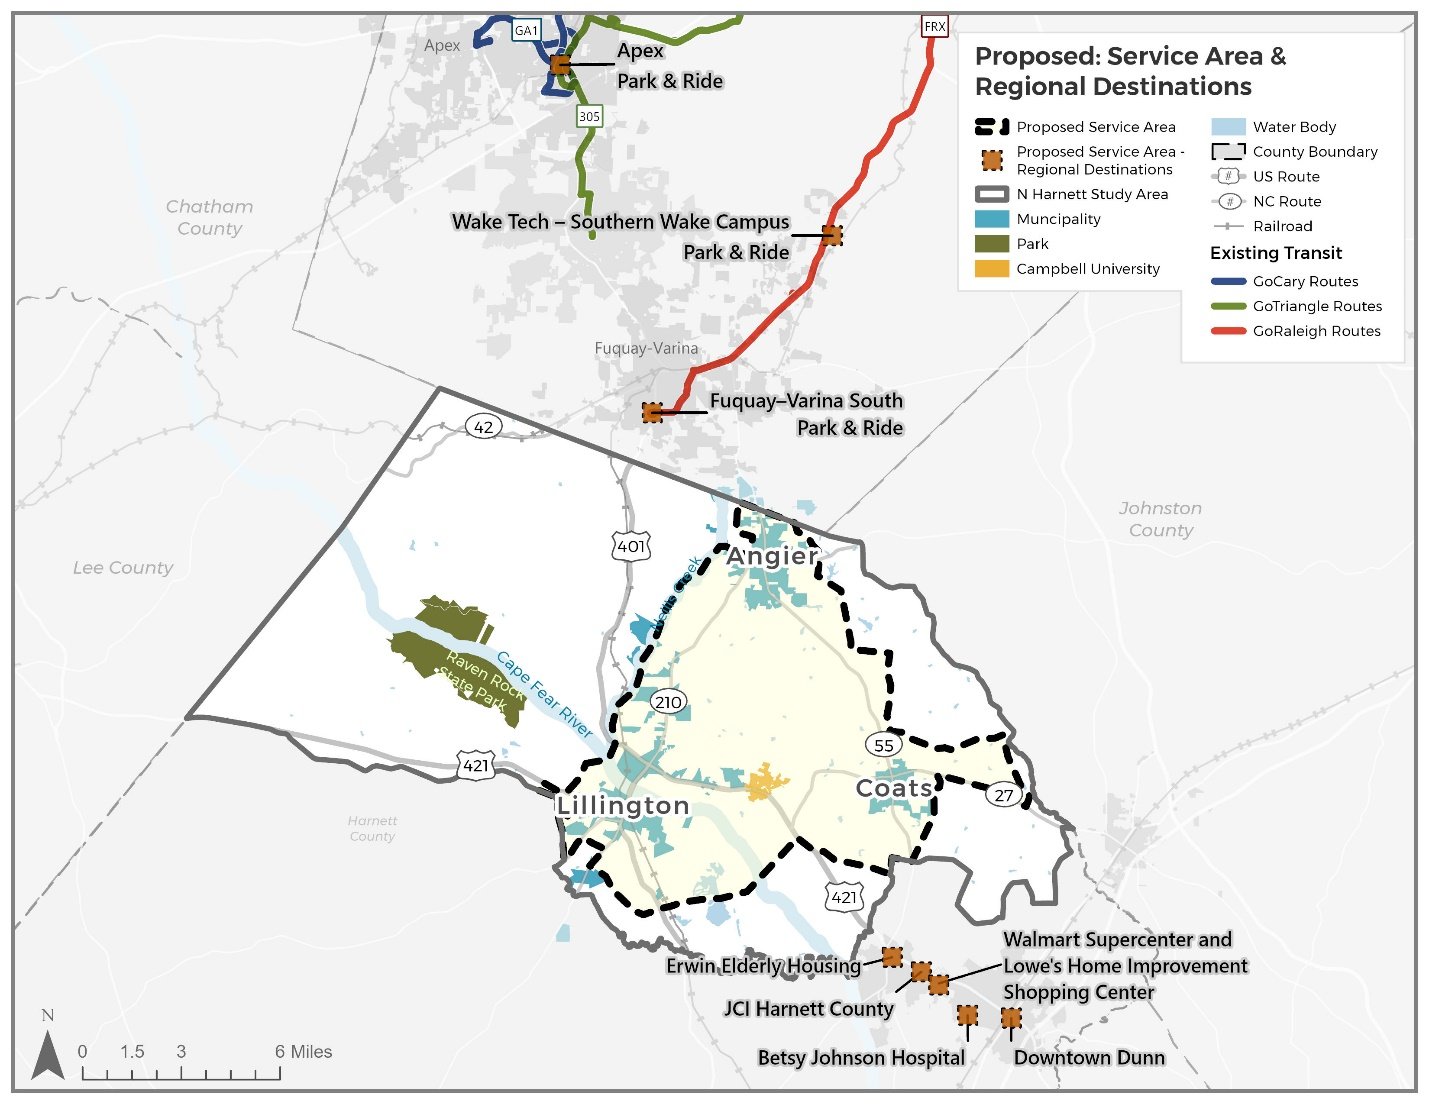 GA1
305
FRX
Apex
Apex
Park & Ride
Proposed: Service Area &
Regional Destinations
Proposed Service Area
Proposed Service Area -
Regional Destinations
N Harnett Study Area
Muncipality
Park
Campbell University
Water Body
County Boundary
#
US Route
#
NC Route
Railroad
Existing Transit
GoCary Routes
GoTriangle Routes
GoRaleigh Routes
Chatham
County
Wake Tech – Southern Wake Campus
Park & Ride
Fuquay-Varina
Fuquay–Varina South
Park & Ride
42
401
Johnston
County
Lee County
Angier
Neills Creek
Raven Rock
State Park
Cape Fear River
210
55
421
Coats
27
Lillington
Harnett
County
421
Erwin Elderly Housing
JCI Harnett County
Walmart Supercenter and
Lowe's Home Improvement
Shopping Center
Betsy Johnson Hospital
Downtown Dunn
N
0 1.5 3 6 Miles